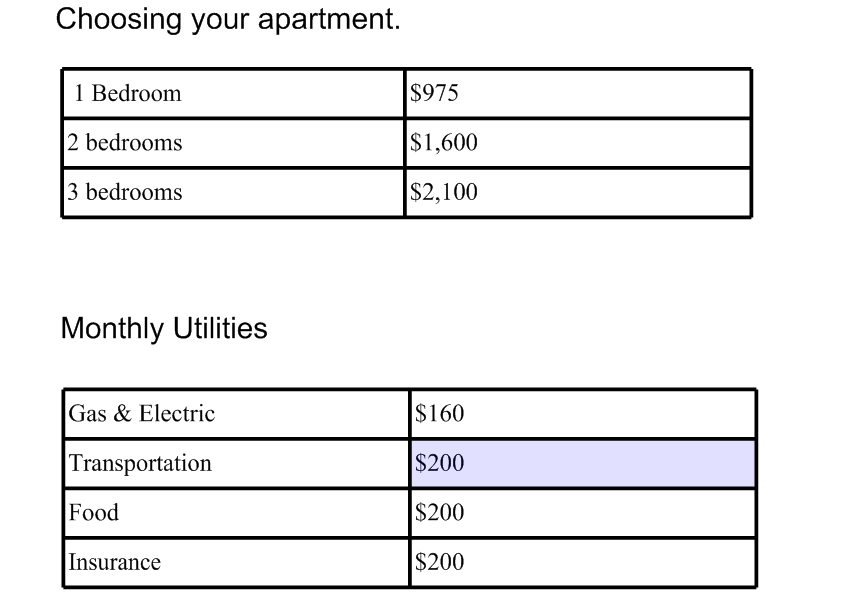 Choosing your apartment.
1 Bedroom $975
2 bedrooms $1,600
3 bedrooms $2,100
Monthly Utilities
Gas & Electric $160
Transportation $200
Food $200
Insurance $200